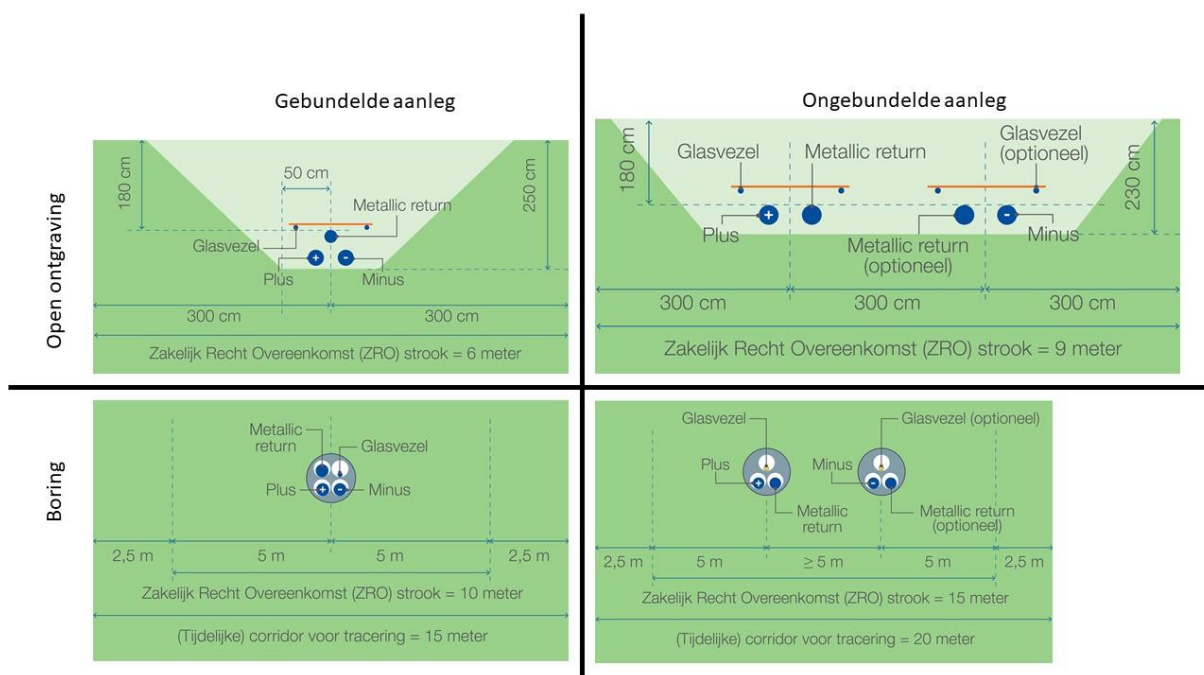 Gebundelde aanleg
Ongebundelde aanleg
Open ontgraving
180 cm
50 cm
250 cm
Metallic return
Glasvezel
Plus
Minus
300 cm
300 cm
Zakelijk Recht Overeenkomst (ZRO) strook = 6 meter
180 cm
Glasvezel
Metallic return
Glasvezel
(optioneel)
230 cm
Plus
Metallic return
(optioneel)
Minus
300 cm
300 cm
300 cm
Zakelijk Recht Overeenkomst (ZRO) strook = 9 meter
Boring
Metallic
return
Glasvezel
Plus
Minus
2,5 m
5 m
5 m
2,5 m
Zakelijk Recht Overeenkomst (ZRO) strook = 10 meter
(Tijdelijke) corridor voor tracering = 15 meter
Glasvezel
Glasvezel (optioneel)
Plus
Minus
Metallic
return
Metallic return
(optioneel)
2,5 m
5 m
≥ 5 m
5 m
2,5 m
Zakelijk Recht Overeenkomst (ZRO) strook = 15 meter
(Tijdelijke) corridor voor tracering = 20 meter